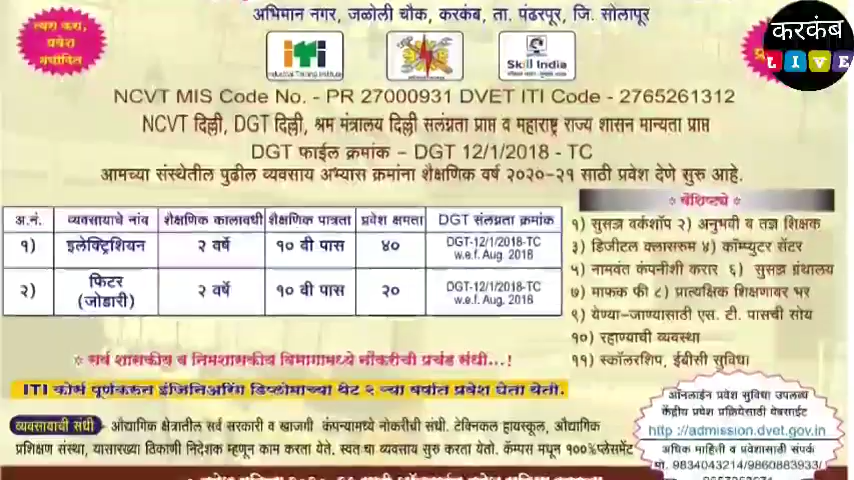 अभिमान नगर, जळोली चौक, करकंब, ता. पंढरपूर, जि. सोलापूर
त्वरा करा,
प्रवेश
मर्यादित
करकंब
LIVE
iTi
Industrial Training Institute
Skill India
NCVT MIS Code No. - PR 27000931 DVET ITI Code - 2765261312
NCVT दिल्ली, DGT दिल्ली, श्रम मंत्रालय दिल्ली सलंग्नता प्राप्त व महाराष्ट्र राज्य शासन मान्यता प्राप्त
DGT फाईल क्रमांक – DGT 12/1/2018 - TC
आमच्या संस्थेतील पुढील व्यवसाय अभ्यास क्रमांना शैक्षणिक वर्ष २०२०-२१ साठी प्रवेश देणे सुरु आहे.
अ.नं. व्यवसायाचे नांव शैक्षणिक कालावधी शैक्षणिक पात्रता प्रवेश क्षमता DGT संलग्नता क्रमांक
१) इलेक्ट्रिशियन २ वर्षे १० वी पास ४० DGT-12/1/2018-TC
w.e.f. Aug. 2018
२) फिटर (जोडारी) २ वर्षे १० वी पास २० DGT-12/1/2018-TC
w.e.f. Aug. 2018
वैशिष्ट्ये
१) सुसज्ज वर्कशॉप २) अनुभवी व तज्ञ शिक्षक
३) डिजीटल क्लासरुम ४) कॉम्प्युटर सेंटर
५) नामवंत कंपनीशी करार ६) सुसज्ज ग्रंथालय
७) माफक फी ८) प्रात्यक्षिक शिक्षणावर भर
९) येण्या-जाण्यासाठी एस. टी. पासची सोय
१०) रहाण्याची व्यवस्था
११) स्कॉलरशिप, ईबीसी सुविधा
सर्व शासकीय व निमशासकीय विभागामध्ये नोकरीची प्रचंड संधी...!
ITI कोर्स पूर्णकरुन इंजिनिअरिंग डिप्लोमाच्या थेट २ ऱ्या वर्षात प्रवेश घेता येतो.
व्यवसायाची संधी - औद्यागिक क्षेत्रातील सर्व सरकारी व खाजगी कंपन्यामध्ये नोकरीची संधी. टेक्निकल हायस्कूल, औद्यागिक
प्रशिक्षण संस्था, यासारख्या ठिकाणी निदेशक म्हणून काम करता येते. स्वतःचा व्यवसाय सुरु करता येतो. कॅम्पस मधून १००% प्लेसमेंट
ऑनलाईन प्रवेश सुविधा उपलब्ध
केंद्रीय प्रवेश प्रक्रियेसाठी वेबसाईट
http://admission.dvet.gov.in
अधिक माहिती व प्रवेशासाठी संपर्क
मो. 9834043214/9860883933/